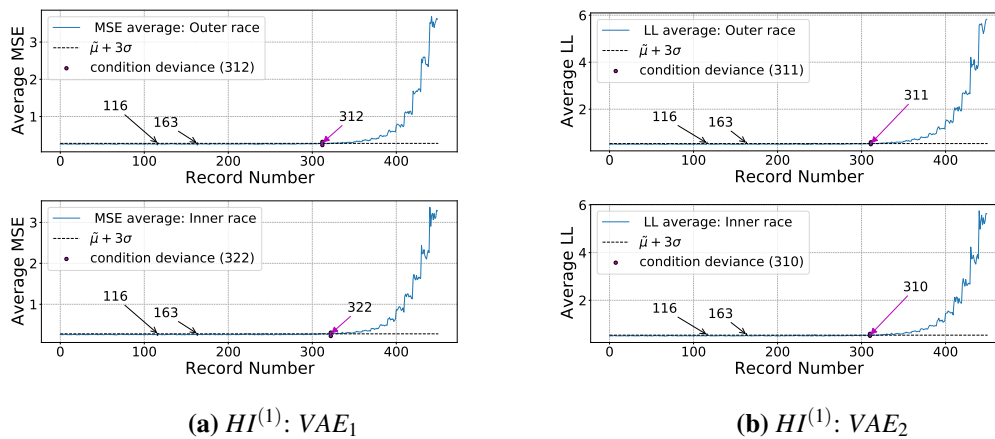 MSE average: Outer race
μ̃ + 3σ
condition deviance (312)
116
163
312
3
1
Average MSE
0 100 200 300 400
Record Number
LL average: Outer race
μ̃ + 3σ
condition deviance (311)
116
163
311
6
4
2
Average LL
0 100 200 300 400
Record Number
MSE average: Inner race
μ̃ + 3σ
condition deviance (322)
116
163
322
3
2
1
Average MSE
0 100 200 300 400
Record Number
LL average: Inner race
μ̃ + 3σ
condition deviance (310)
116
163
310
6
4
2
Average LL
0 100 200 300 400
Record Number
(a) HI⁽¹⁾: VAE₁
(b) HI⁽¹⁾: VAE₂